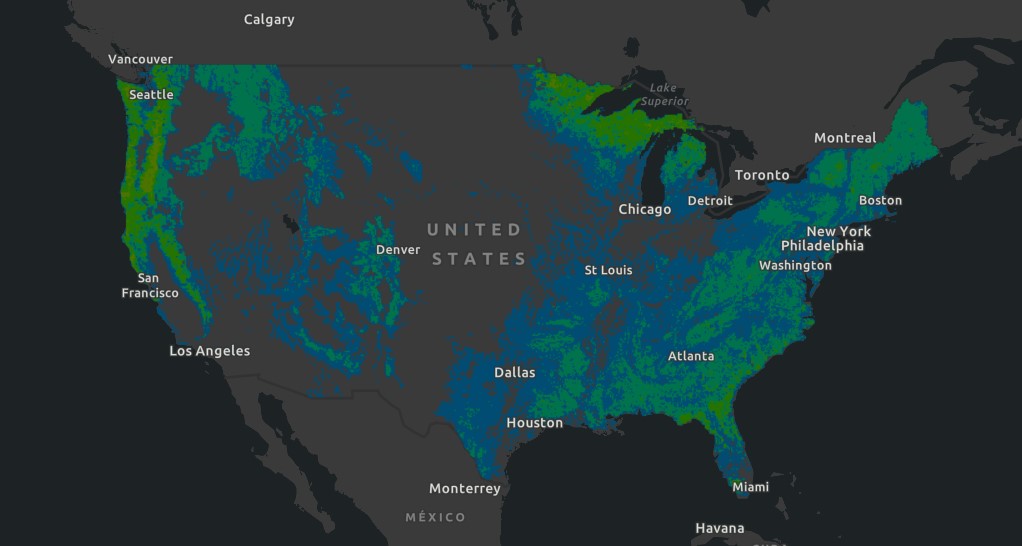 Calgary
Vancouver
Seattle
Lake
Superior
Montreal
Toronto
Boston
Detroit
Chicago
New York
Philadelphia
UNITED
STATES
Denver
Washington
St Louis
San
Francisco
Los Angeles
Atlanta
Dallas
Houston
Miami
Monterrey
MÉXICO
Havana